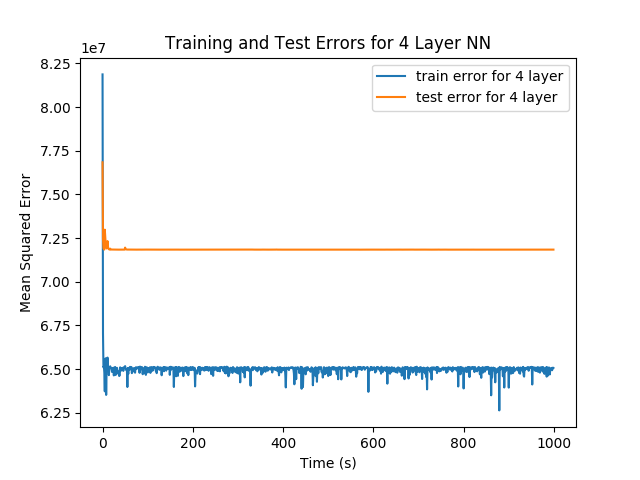 Training and Test Errors for 4 Layer NN
1e7
8.25
8.00
7.75
7.50
7.25
7.00
6.75
6.50
6.25
Mean Squared Error
train error for 4 layer
test error for 4 layer
0 200 400 600 800 1000
Time (s)